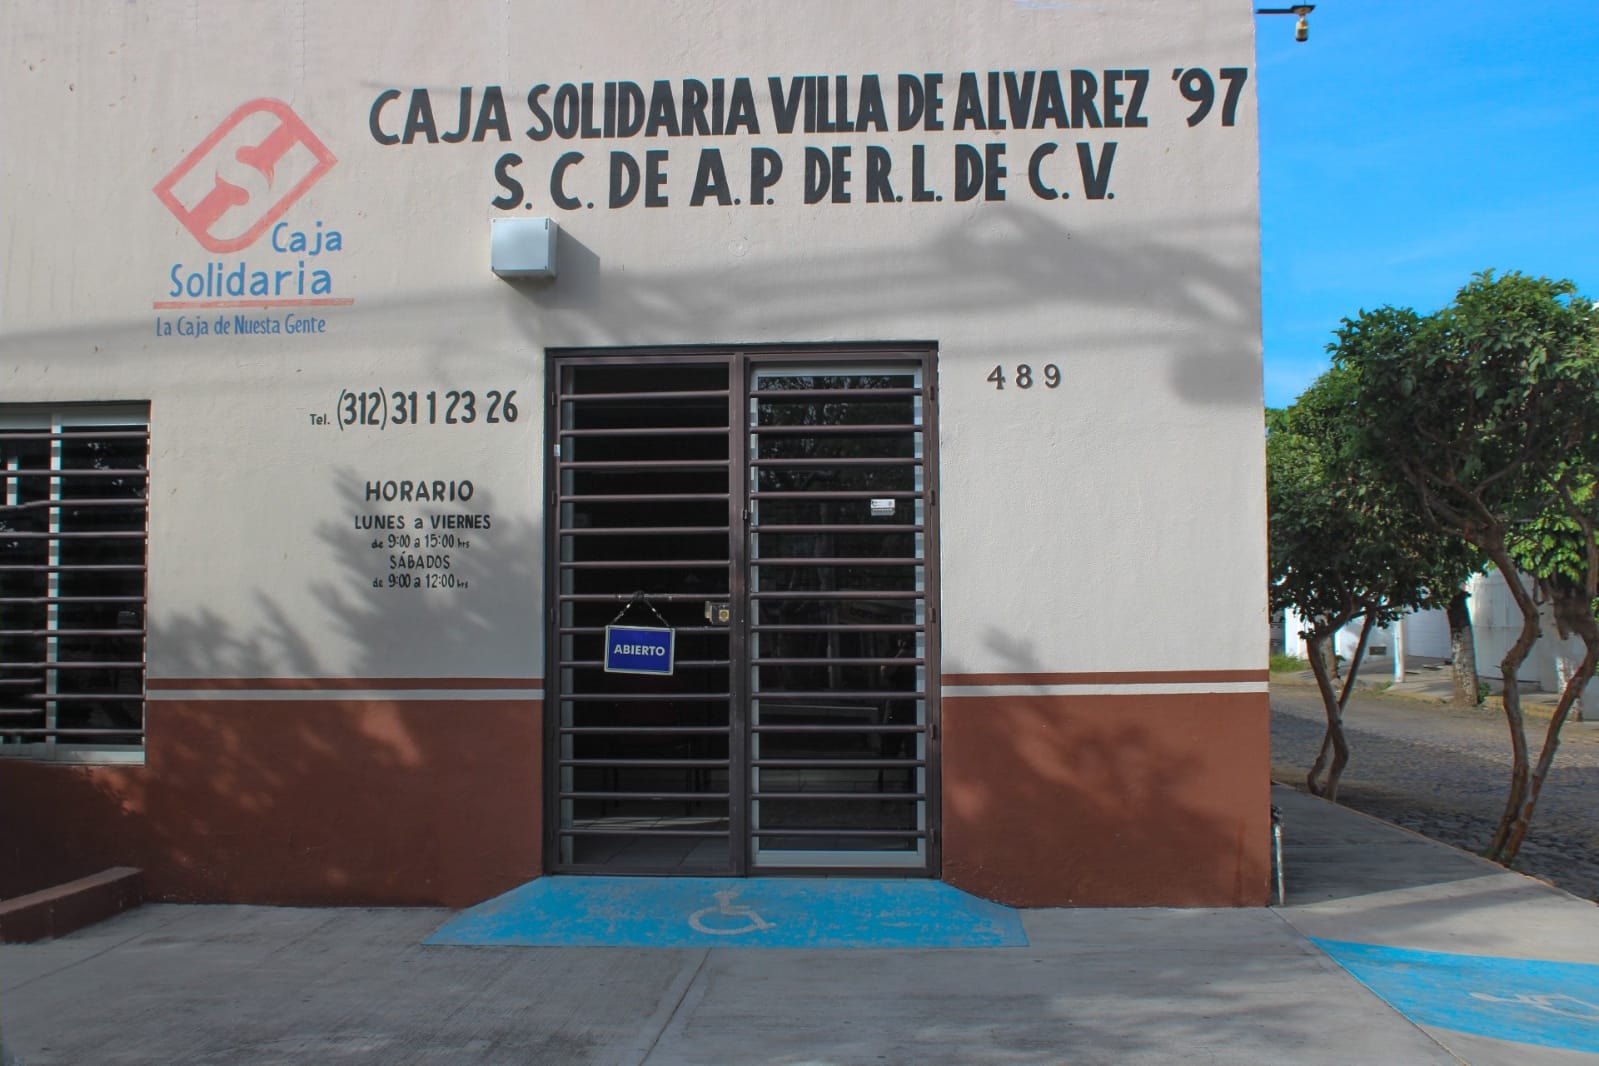 CAJA SOLIDARIA VILLA DE ALVAREZ '97
S. C. DE A. P. DE R. L. DE C. V.
Caja
Solidaria
La Caja de Nuesta Gente
489
Tel. (312) 31 1 23 26
HORARIO
LUNES a VIERNES
de 9:00 a 15:00 hrs
SÁBADOS
de 9:00 a 12:00 hrs
ABIERTO